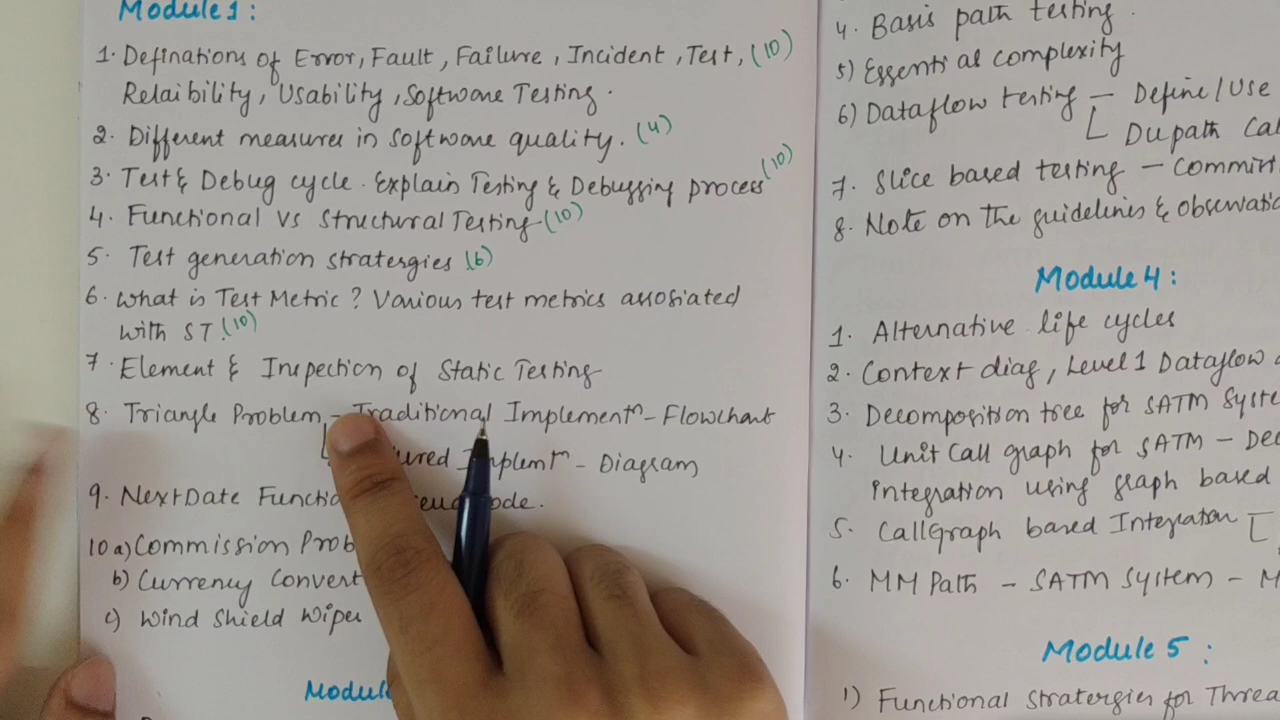 Module 1 :
1. Definations of Error, Fault, Failure, Incident, Test, (10)
Relaibility, Usability, Software Testing.
2. Different measures in software quality. (4)
3. Test & Debug cycle. Explain Testing & Debugging process (10)
4. Functional Vs Structural Testing (10)
5. Test generation stratergies (6)
6. What is Test Metric? Various test metrics assosiated
with ST. (10)
7. Element & Inspection of Static Testing
8. Triangle Problem - Traditional Implementn - Flowchart
Implemtn - Diagram
9. NextDate
10 a) Commission
b) Currency
c) Wind Shield Wiper
4. Basis path testing.
5) Essential complexity
6) Dataflow testing - Define/Use
Du path
7. Slice based testing -
8. Note on the guidelines &
Module 4 :
1. Alternative life cycles
2. Context diag, Level 1 Dataflow
3. Decomposition tree for SATM
4. Unit Call graph for SATM -
Integration using graph based
5. CallGraph based Integration
6. MM Path - SATM System -
Module 5 :
1) Functional Stratergies for